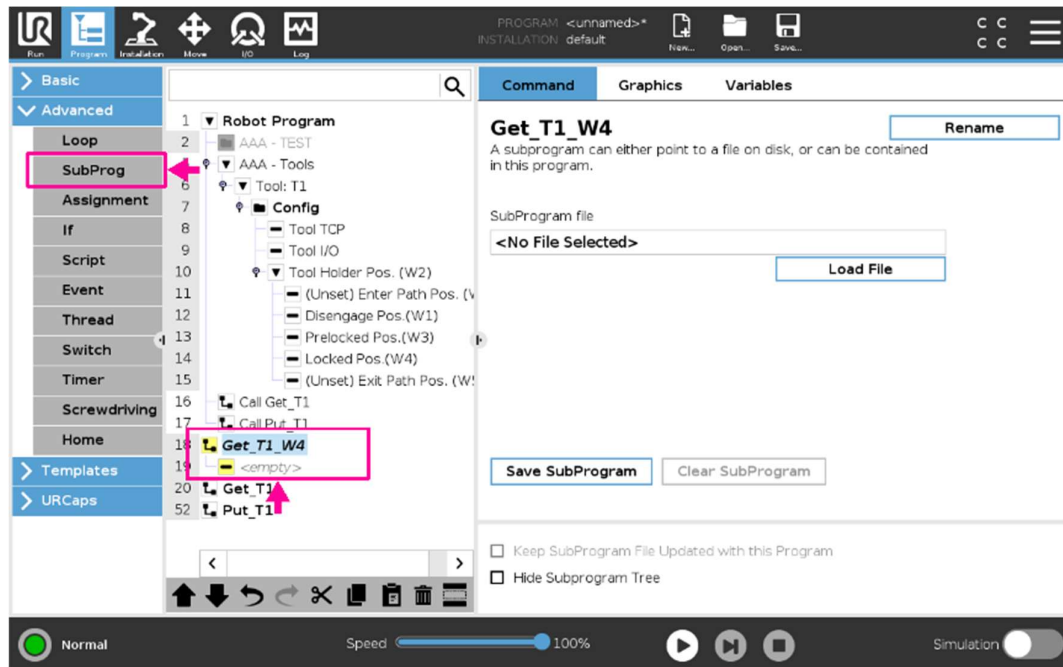 PROGRAM <unnamed>*
INSTALLATION default
Run
Program
Installation
Move
I/O
Log
New...
Open...
Save...
C C
C C
Basic
Advanced
Loop
SubProg
Assignment
If
Script
Event
Thread
Switch
Timer
Screwdriving
Home
Templates
URCaps
1 Robot Program
2 AAA - TEST
AAA - Tools
6 Tool: T1
7 Config
8 Tool TCP
9 Tool I/O
10 Tool Holder Pos. (W2)
11 (Unset) Enter Path Pos. (
12 Disengage Pos.(W1)
13 Prelocked Pos.(W3)
14 Locked Pos.(W4)
15 (Unset) Exit Path Pos. (W
16 Call Get_T1
17 Call Put_T1
18 Get_T1_W4
19 <empty>
20 Get_T1
52 Put_T1
Command Graphics Variables
Get_T1_W4
Rename
A subprogram can either point to a file on disk, or can be contained
in this program.
SubProgram file
<No File Selected>
Load File
Save SubProgram Clear SubProgram
Keep SubProgram File Updated with this Program
Hide Subprogram Tree
Normal
Speed 100%
Simulation